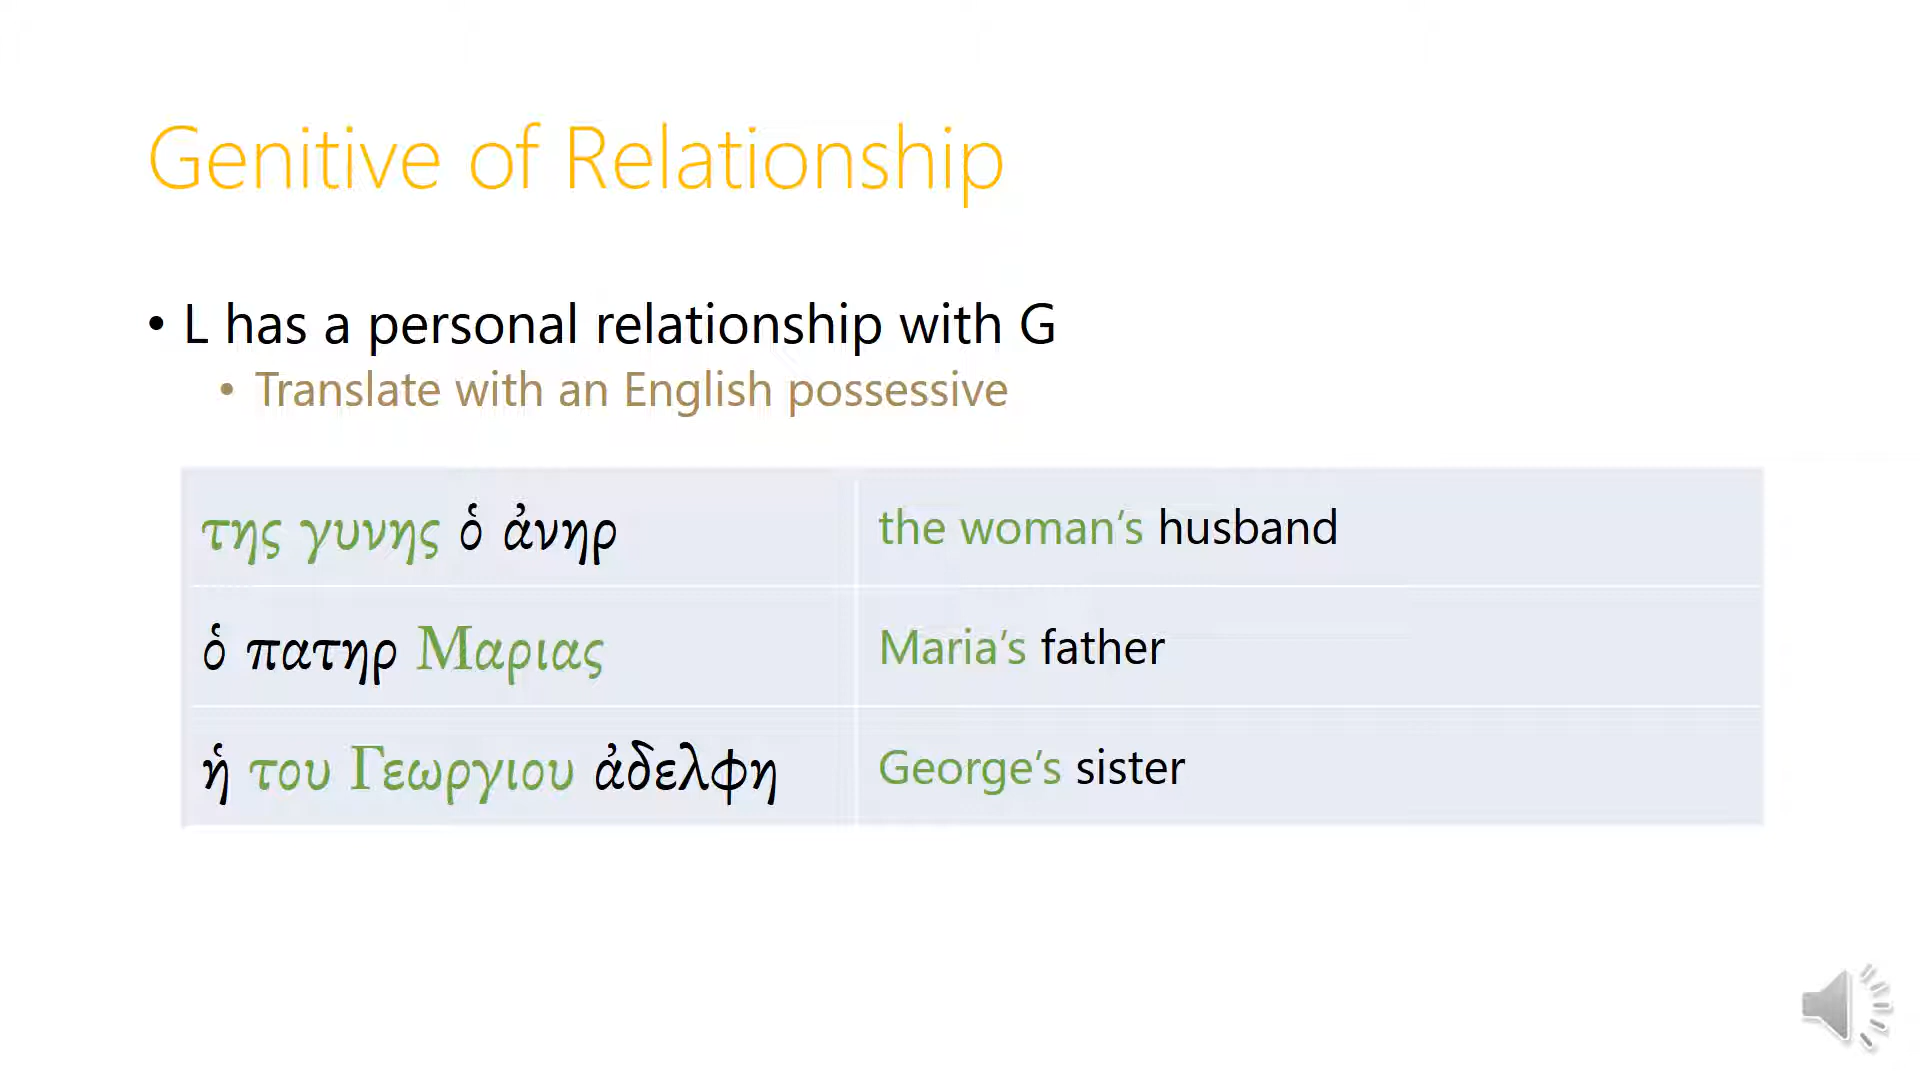 Genitive of Relationship
• L has a personal relationship with G
• Translate with an English possessive
της γυνης ὁ ἀνηρ the woman's husband
ὁ πατηρ Μαριας Maria's father
ἡ του Γεωργιου ἀδελφη George's sister